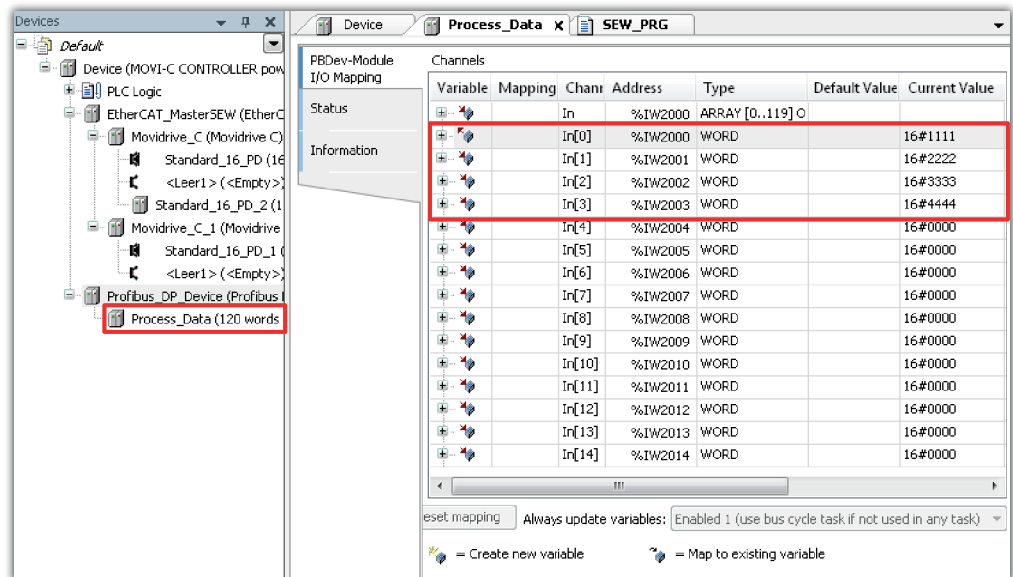 Devices
Default
Device (MOVI-C CONTROLLER pow
PLC Logic
EtherCAT_MasterSEW (EtherC
Movidrive_C (Movidrive C)
Standard_16_PD (16
<Leer1> (<Empty>)
Standard_16_PD_2 (1
Movidrive_C_1 (Movidrive
Standard_16_PD_1 (
<Leer1> (<Empty>)
Profibus_DP_Device (Profibus
Process_Data (120 words
Device Process_Data x SEW_PRG
PBDev-Module
I/O Mapping
Status
Information
Channels
Variable Mapping Chann Address Type Default Value Current Value
In %IW2000 ARRAY [0..119] O
In[0] %IW2000 WORD 16#1111
In[1] %IW2001 WORD 16#2222
In[2] %IW2002 WORD 16#3333
In[3] %IW2003 WORD 16#4444
In[4] %IW2004 WORD 16#0000
In[5] %IW2005 WORD 16#0000
In[6] %IW2006 WORD 16#0000
In[7] %IW2007 WORD 16#0000
In[8] %IW2008 WORD 16#0000
In[9] %IW2009 WORD 16#0000
In[10] %IW2010 WORD 16#0000
In[11] %IW2011 WORD 16#0000
In[12] %IW2012 WORD 16#0000
In[13] %IW2013 WORD 16#0000
In[14] %IW2014 WORD 16#0000
eset mapping Always update variables: Enabled 1 (use bus cycle task if not used in any task)
= Create new variable = Map to existing variable